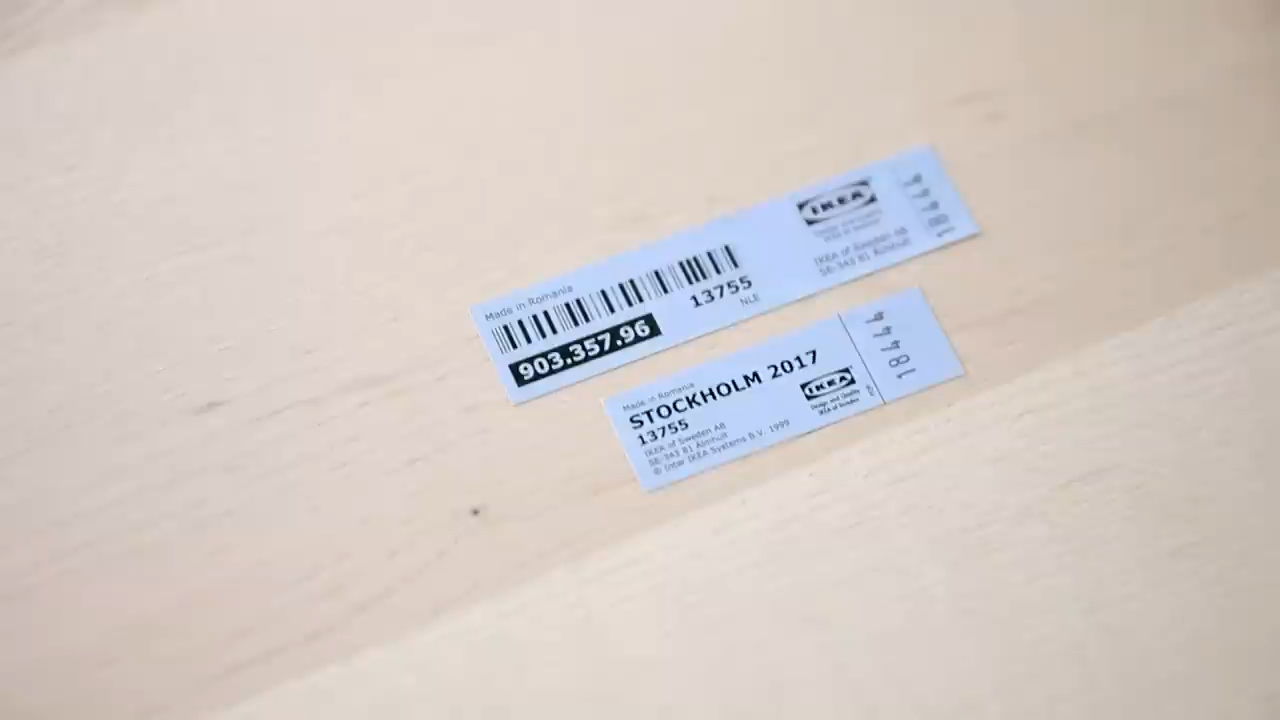 Made in Romania
903.357.96
13755
NLE
IKEA
IKEA of Sweden AB
SE-343 81 Älmhult
Made in Romania
STOCKHOLM 2017
13755
IKEA of Sweden AB
SE-343 81 Älmhult
© Inter IKEA Systems B.V. 1999
IKEA
Design and Quality
IKEA of Sweden